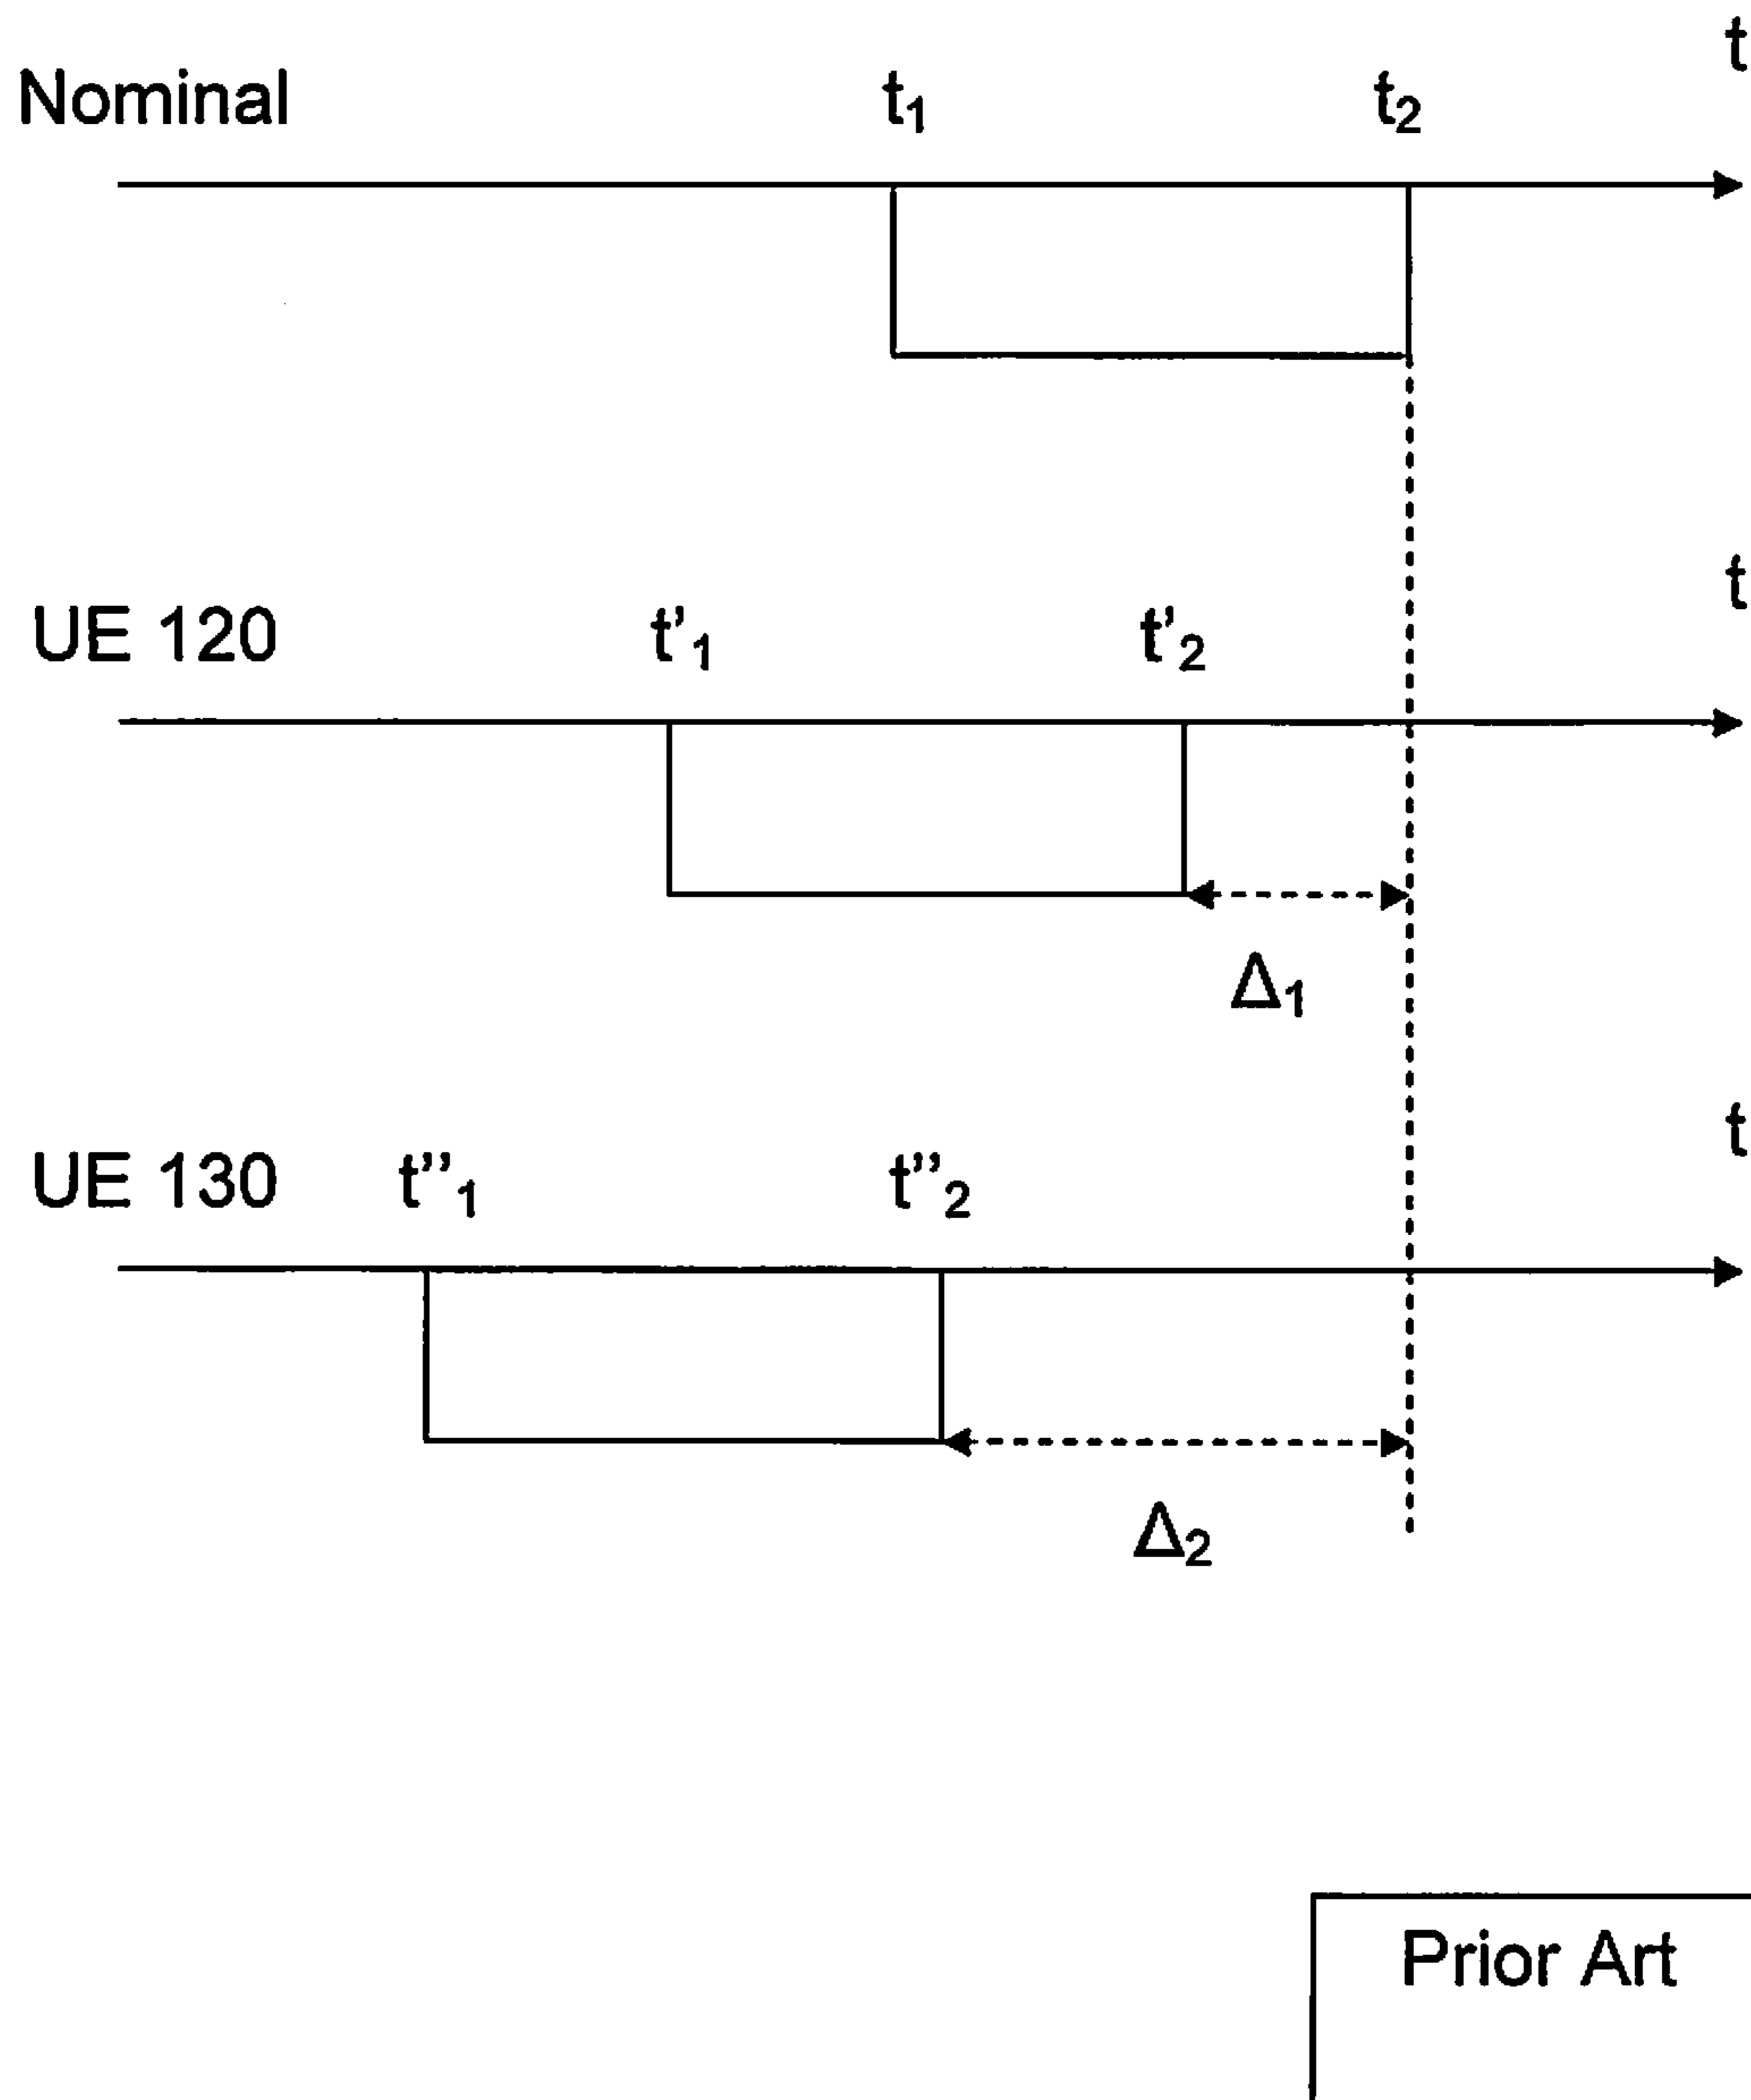 t
Nominal t₁ t₂
t
UE 120 t'₁ t'₂
Δ₁
t
UE 130 t''₁ t''₂
Δ₂
Prior Art